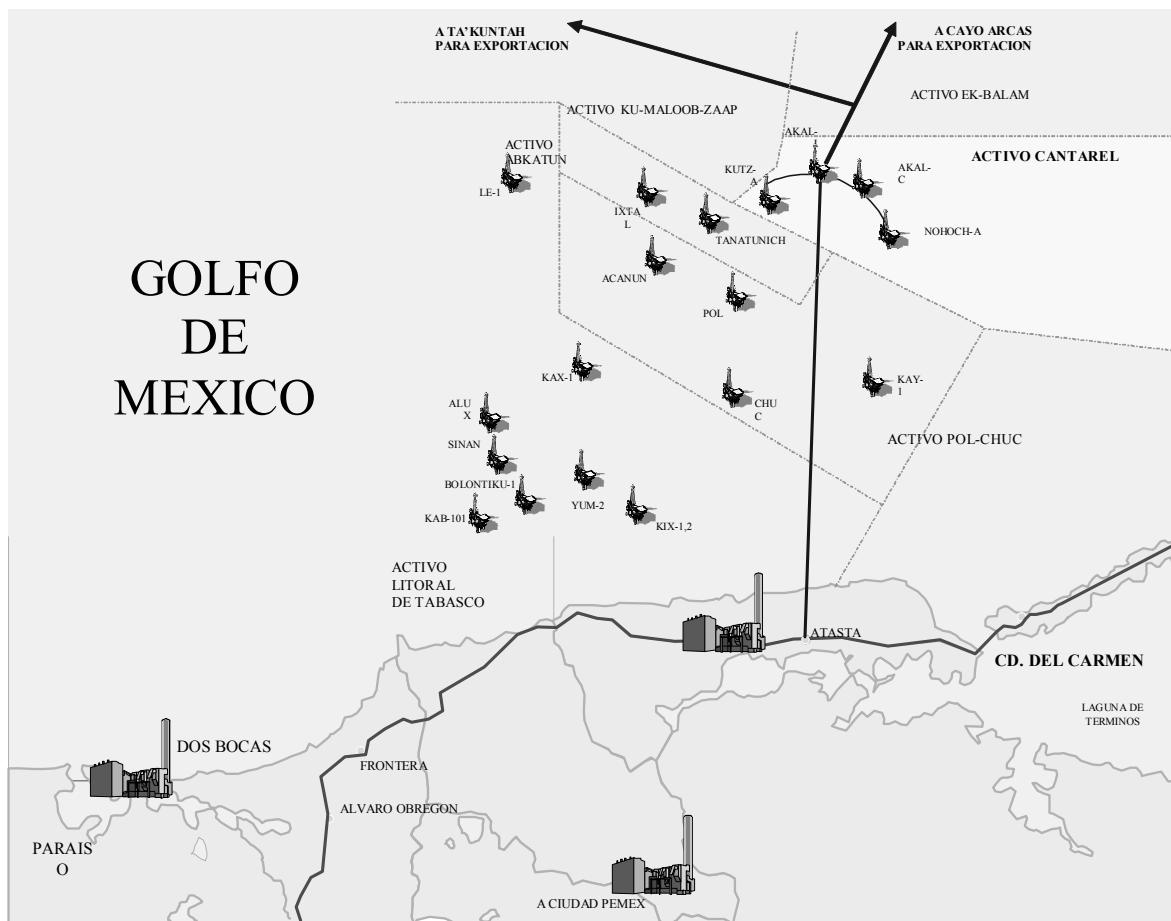 A TA'KUNTAH
PARA EXPORTACION
A CAYO ARCAS
PARA EXPORTACION
ACTIVO EK-BALAM
ACTIVO KU-MALOOB-ZAAP
AKAL-
ACTIVO
ABKATUN
ACTIVO CANTAREL
KUTZ-
A
AKAL-
C
LE-1
IXTA
L
TANATUNICH
NOHOCH-A
ACANUN
POL
GOLFO
DE
MEXICO
KAX-1
KAY-
1
ALU
X
CHU
C
SINAN
ACTIVO POL-CHUC
BOLONTIKU-1
YUM-2
KAB-101
KIX-1,2
ACTIVO
LITORAL
DE TABASCO
ATASTA
CD. DEL CARMEN
LAGUNA DE
TERMINOS
DOS BOCAS
FRONTERA
ALVARO OBREGON
PARAIS
O
A CIUDAD PEMEX